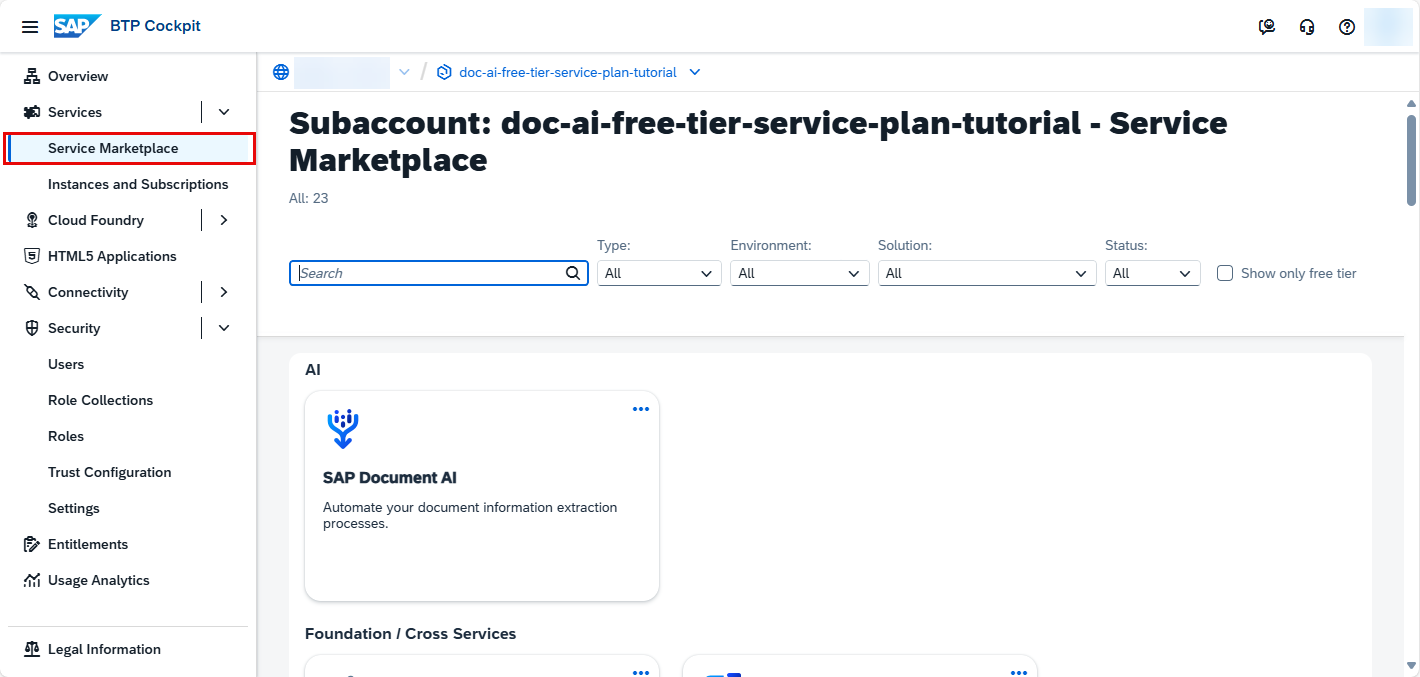 SAP BTP Cockpit
Overview
Services
Service Marketplace
Instances and Subscriptions
Cloud Foundry
HTML5 Applications
Connectivity
Security
Users
Role Collections
Roles
Trust Configuration
Settings
Entitlements
Usage Analytics
Legal Information
/ doc-ai-free-tier-service-plan-tutorial
Subaccount: doc-ai-free-tier-service-plan-tutorial - Service
Marketplace
All: 23
Search
Type:
All
Environment:
All
Solution:
All
Status:
All
Show only free tier
AI
SAP Document AI
Automate your document information extraction
processes.
Foundation / Cross Services